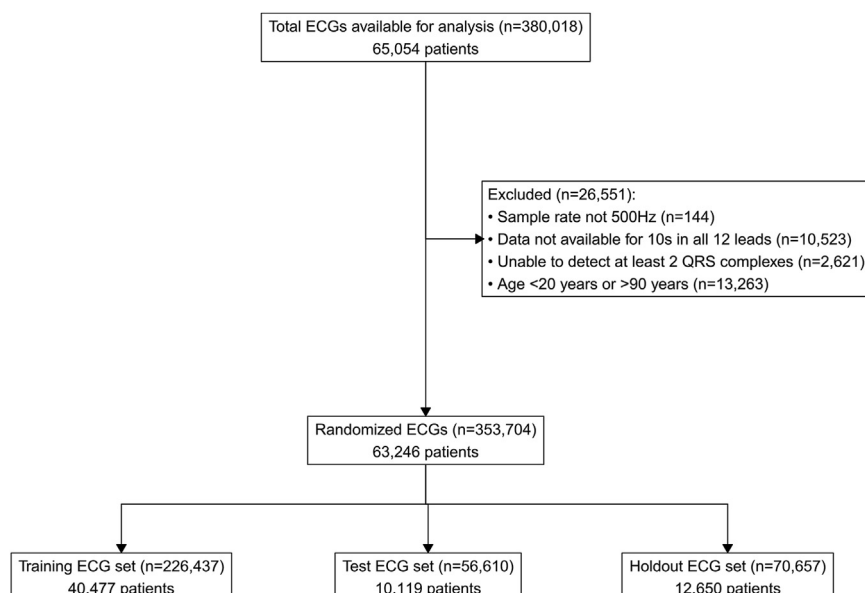 Total ECGs available for analysis (n=380,018)
65,054 patients
Excluded (n=26,551):
• Sample rate not 500Hz (n=144)
• Data not available for 10s in all 12 leads (n=10,523)
• Unable to detect at least 2 QRS complexes (n=2,621)
• Age <20 years or >90 years (n=13,263)
Randomized ECGs (n=353,704)
63,246 patients
Training ECG set (n=226,437)
40,477 patients
Test ECG set (n=56,610)
10,119 patients
Holdout ECG set (n=70,657)
12,650 patients